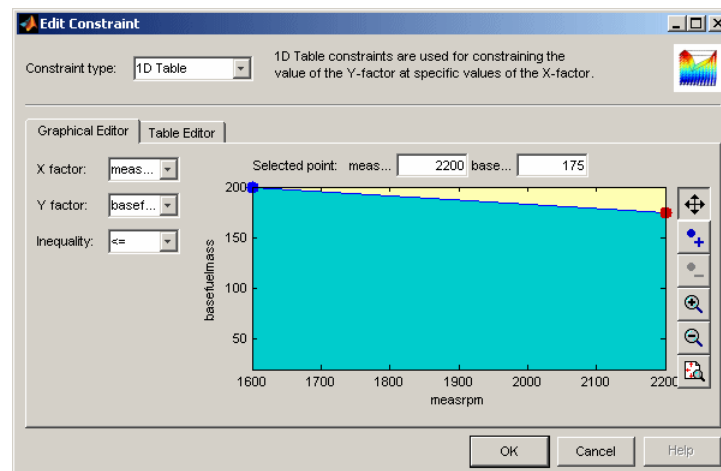 Edit Constraint
Constraint type: 1D Table
1D Table constraints are used for constraining the
value of the Y-factor at specific values of the X-factor.
Graphical Editor Table Editor
X factor: meas...
Y factor: basef...
Inequality: <=
Selected point: meas... 2200 base... 175
200
150
100
50
basefuelmass
1600 1700 1800 1900 2000 2100 2200
measrpm
OK Cancel Help